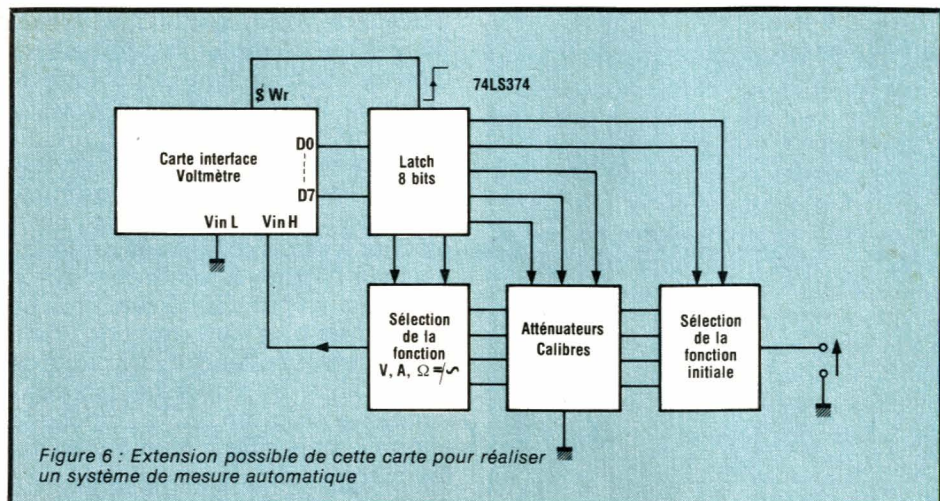 $ Wr
74LS374
Carte interface
Voltmètre
D0
D7
Vin L Vin H
Latch
8 bits
Sélection
de la
fonction
V, A, Ω =/∿
Atténuateurs
Calibres
Sélection
de la
fonction
initiale
Figure 6 : Extension possible de cette carte pour réaliser
un système de mesure automatique